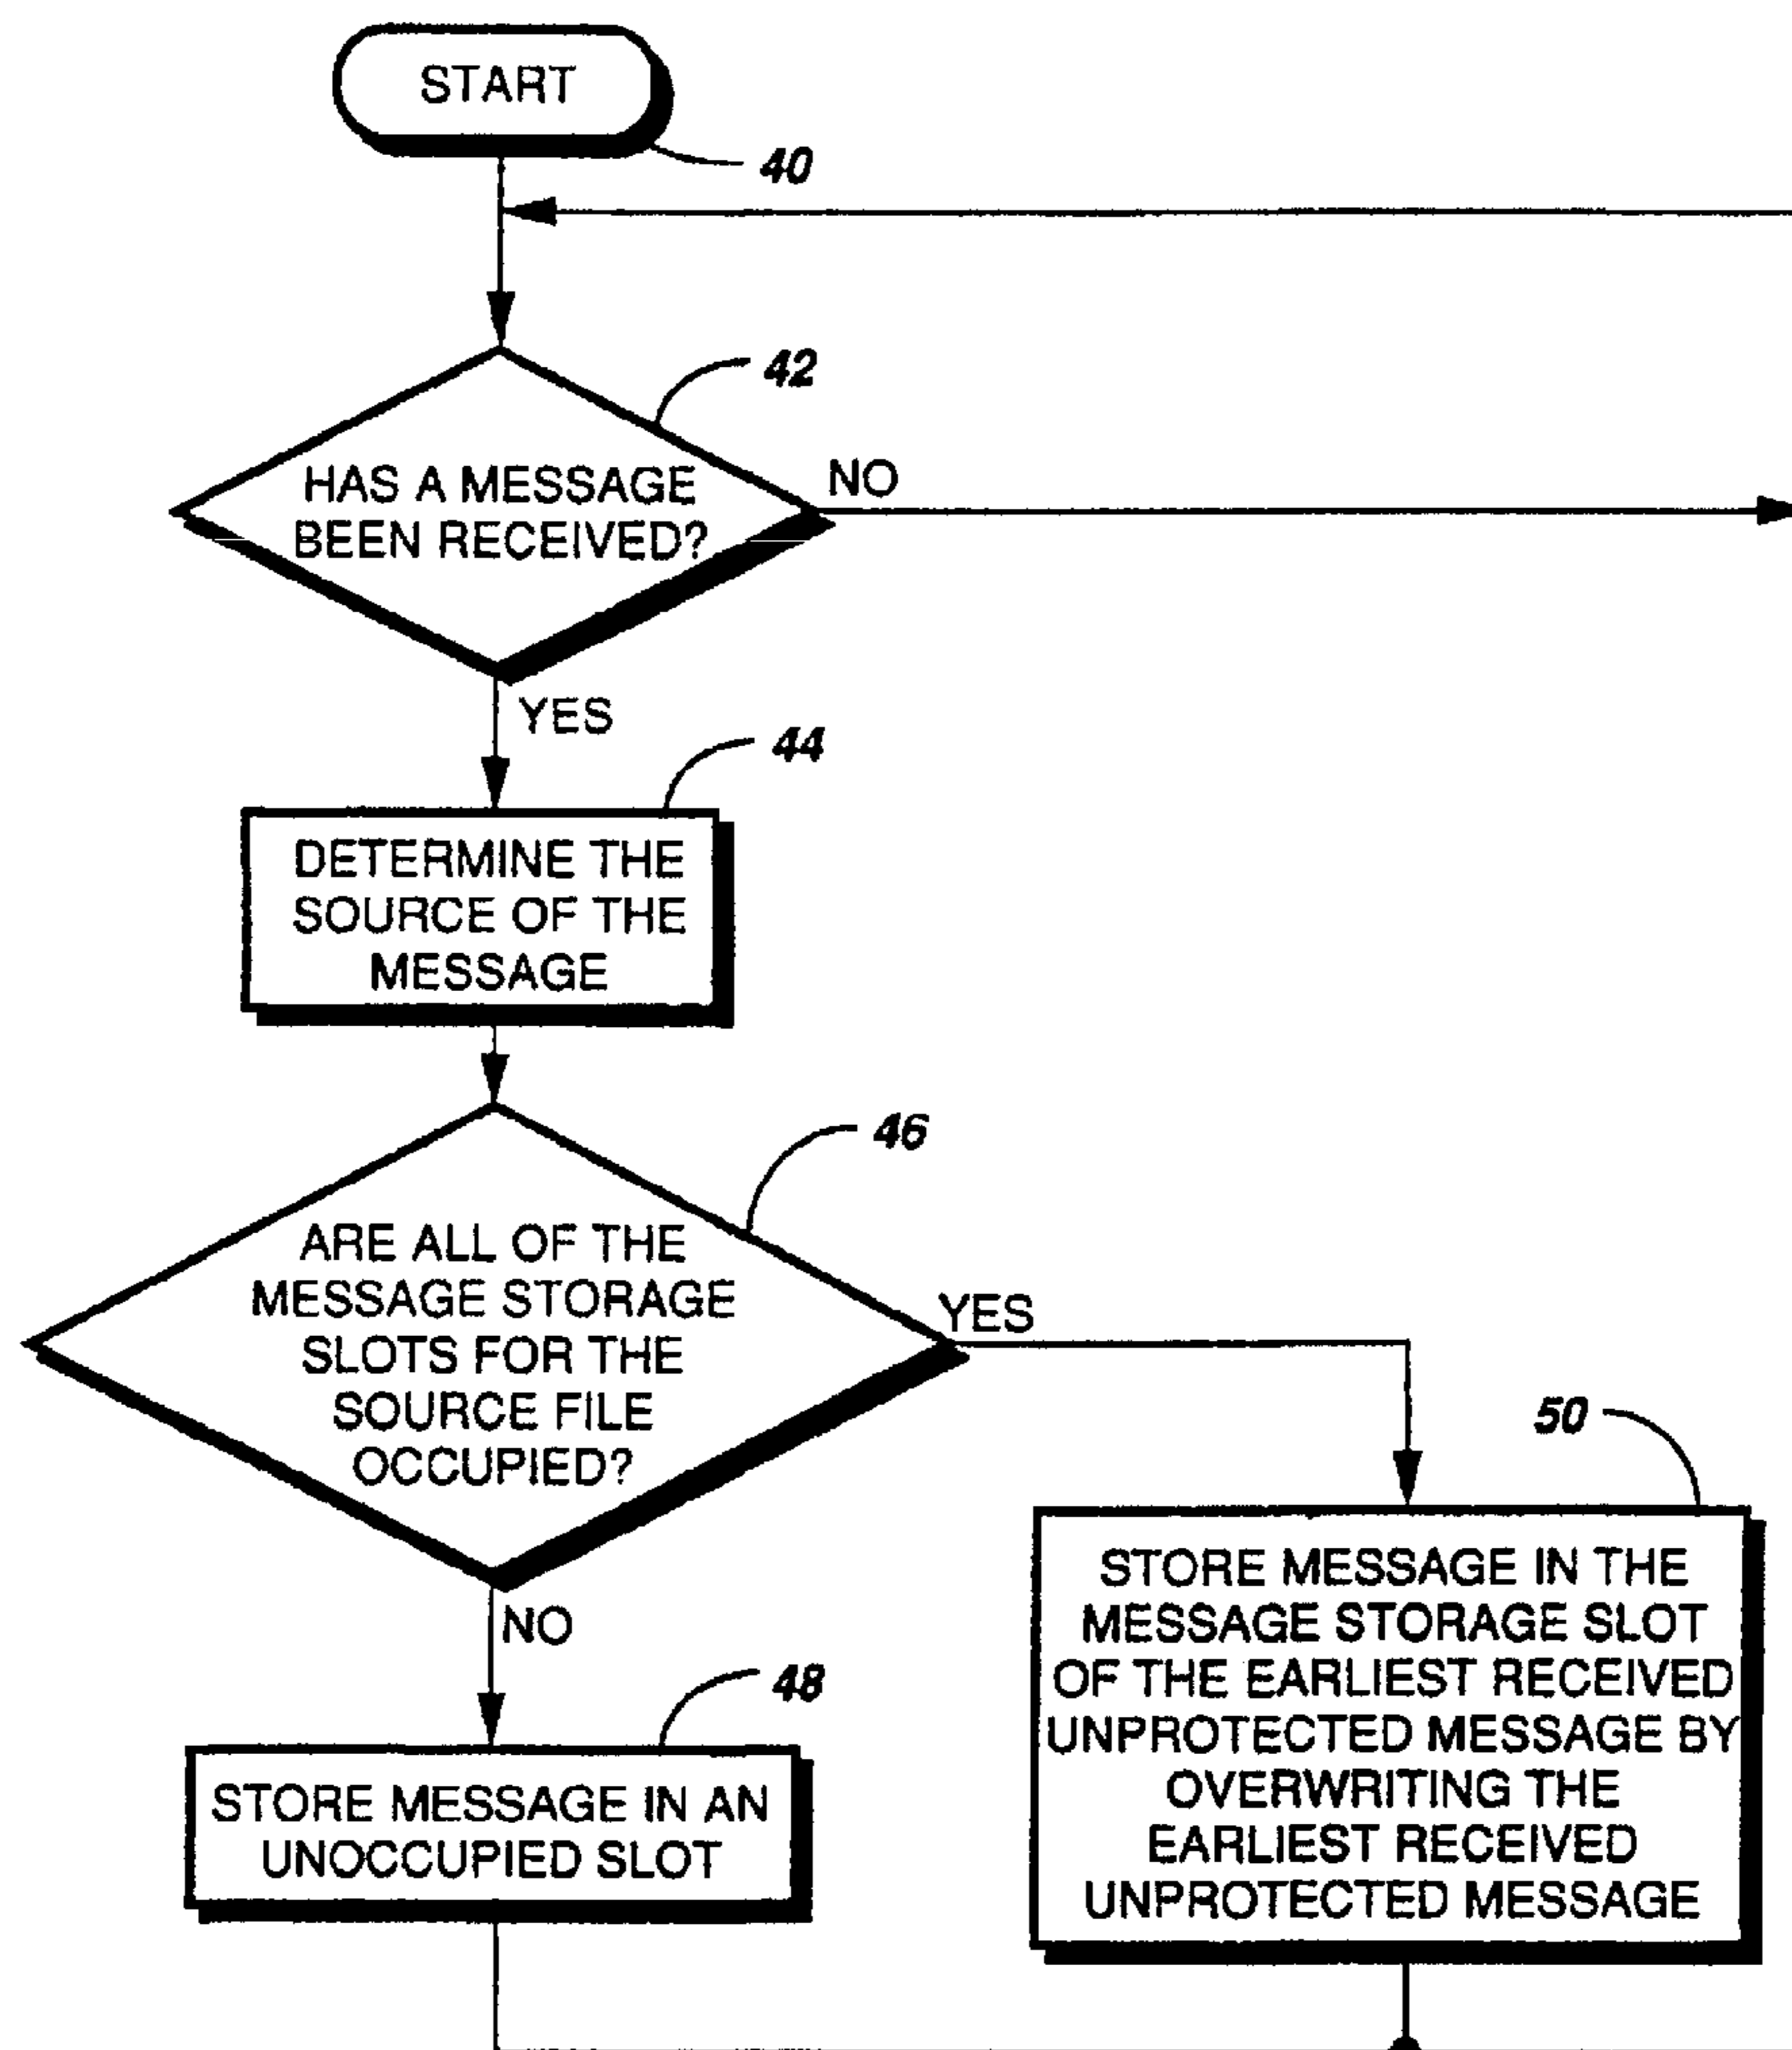 START
40
42
HAS A MESSAGE
BEEN RECEIVED?
NO
YES
44
DETERMINE THE
SOURCE OF THE
MESSAGE
46
ARE ALL OF THE
MESSAGE STORAGE
SLOTS FOR THE
SOURCE FILE
OCCUPIED?
YES
NO
50
STORE MESSAGE IN THE
MESSAGE STORAGE SLOT
OF THE EARLIEST RECEIVED
UNPROTECTED MESSAGE BY
OVERWRITING THE
EARLIEST RECEIVED
UNPROTECTED MESSAGE
48
STORE MESSAGE IN AN
UNOCCUPIED SLOT